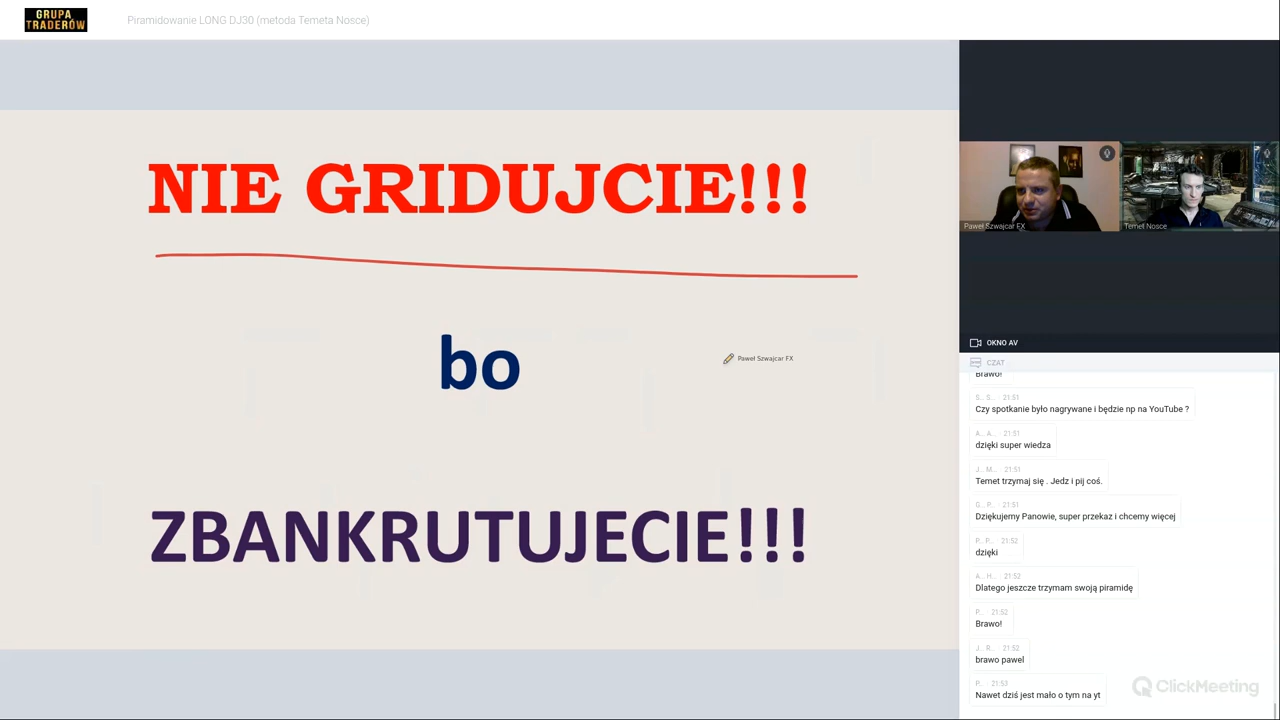 GRUPA
TRADERÓW
Piramidowanie LONG DJ30 (metoda Temeta Nosce)
NIE GRIDUJCIE!!!
bo
Paweł Szwajcar FX
ZBANKRUTUJECIE!!!
Paweł Szwajcar FX
Temet Nosce
OKNO AV
CZAT
Brawo!
S... S... 21:51
Czy spotkanie było nagrywane i będzie np na YouTube ?
A... A... 21:51
dzięki super wiedza
J... M... 21:51
Temet trzymaj się . Jedz i pij coś.
G... P... 21:51
Dziękujemy Panowie, super przekaz i chcemy więcej
P... P... 21:52
dzięki
A... H... 21:52
Dlatego jeszcze trzymam swoją piramidę
P... 21:52
Brawo!
J... R... 21:52
brawo pawel
P... 21:53
Nawet dziś jest mało o tym na yt
ClickMeeting